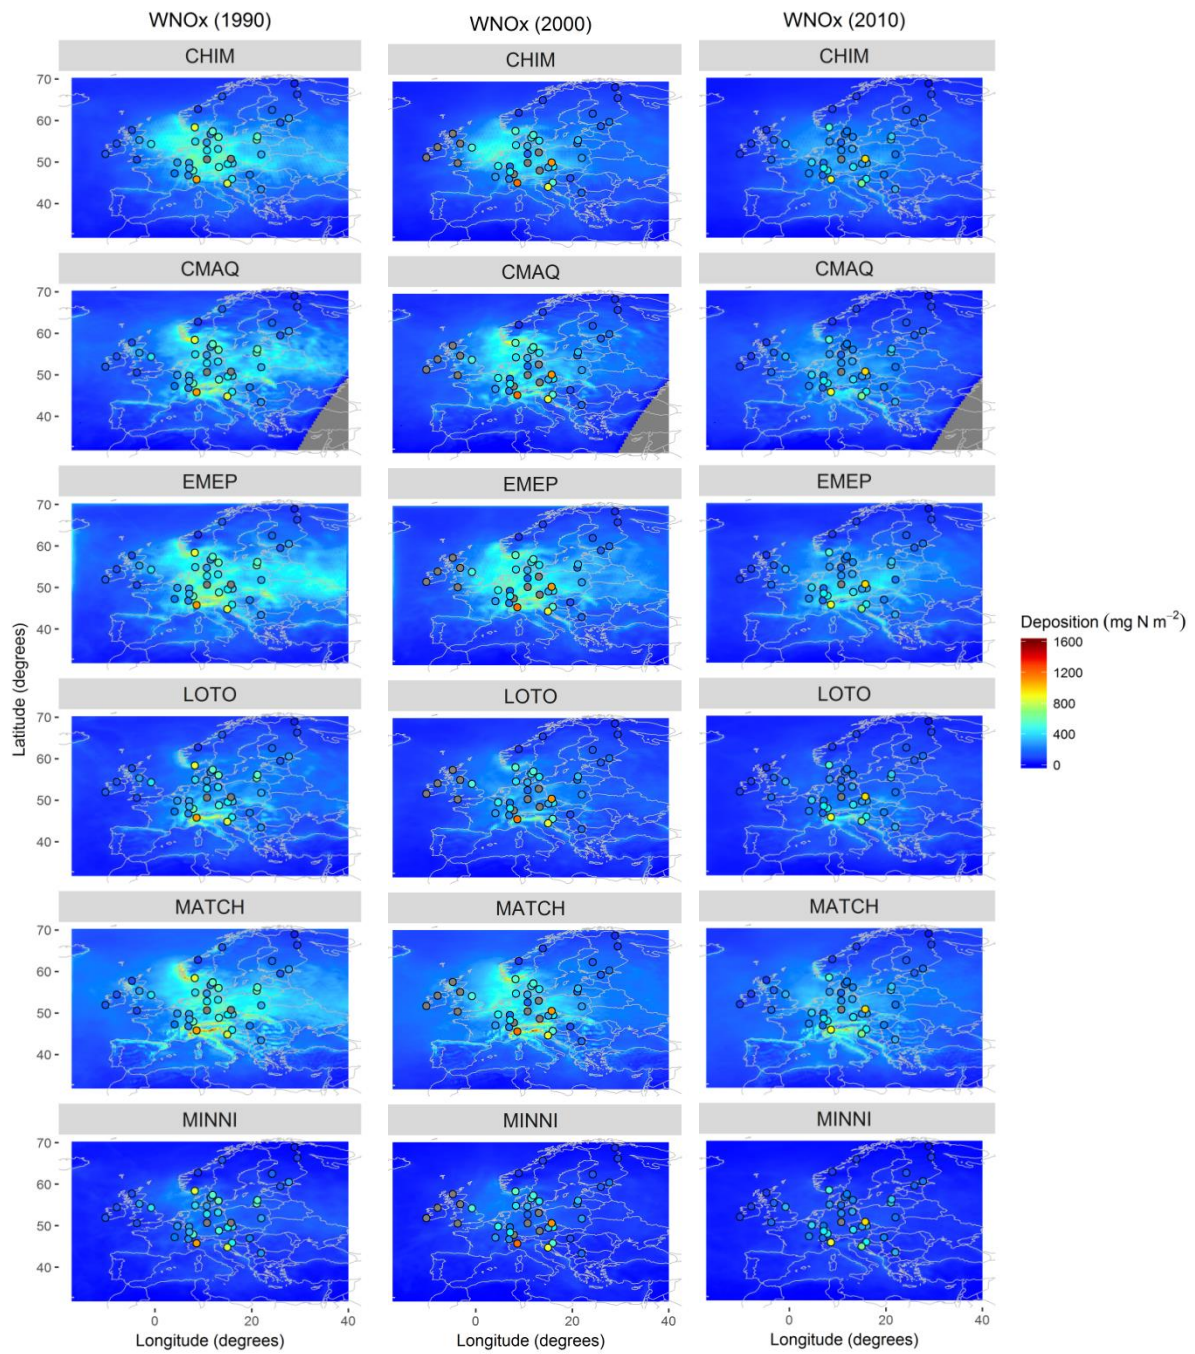 WNOx (1990) WNOx (2000) WNOx (2010)
CHIM CHIM CHIM
70
60
50
40
CMAQ CMAQ CMAQ
70
60
50
40
EMEP EMEP EMEP
70
60
50
40
Deposition (mg N m−2)
1600
1200
800
400
0
Latitude (degrees)
LOTO LOTO LOTO
70
60
50
40
MATCH MATCH MATCH
70
60
50
40
MINNI MINNI MINNI
70
60
50
40
0 20 40 0 20 40 0 20 40
Longitude (degrees) Longitude (degrees) Longitude (degrees)